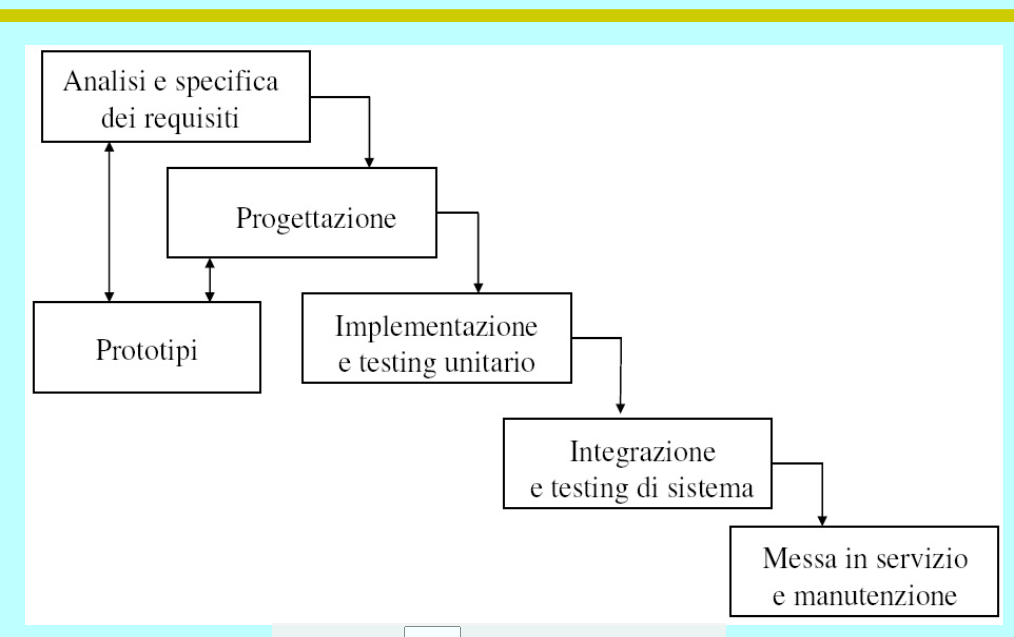 Analisi e specifica
dei requisiti
Progettazione
Prototipi
Implementazione
e testing unitario
Integrazione
e testing di sistema
Messa in servizio
e manutenzione